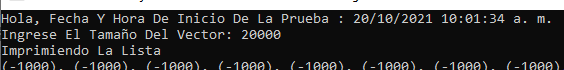 Hola, Fecha Y Hora De Inicio De La Prueba : 20/10/2021 10:01:34 a. m.
Ingrese El Tamaño Del Vector: 20000
Imprimiendo La Lista
(-1000), (-1000), (-1000), (-1000), (-1000), (-1000), (-1000), (-1000)